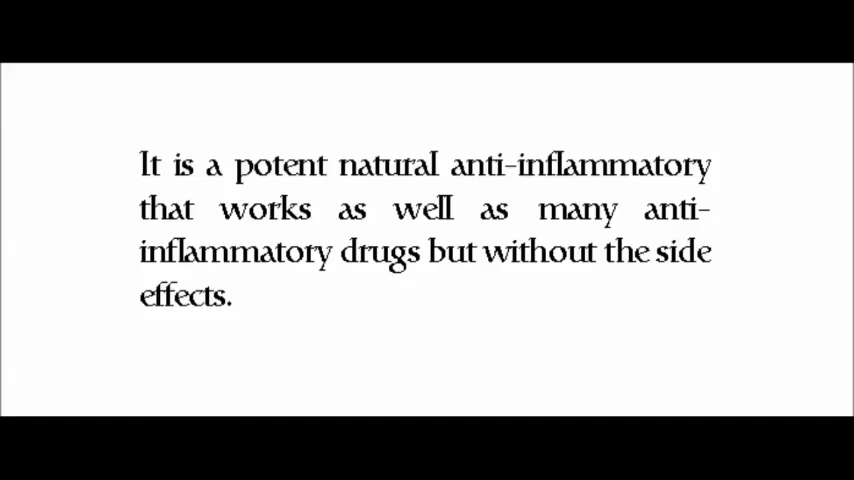 It is a potent natural anti-inflammatory
that works as well as many anti-
inflammatory drugs but without the side
effects.